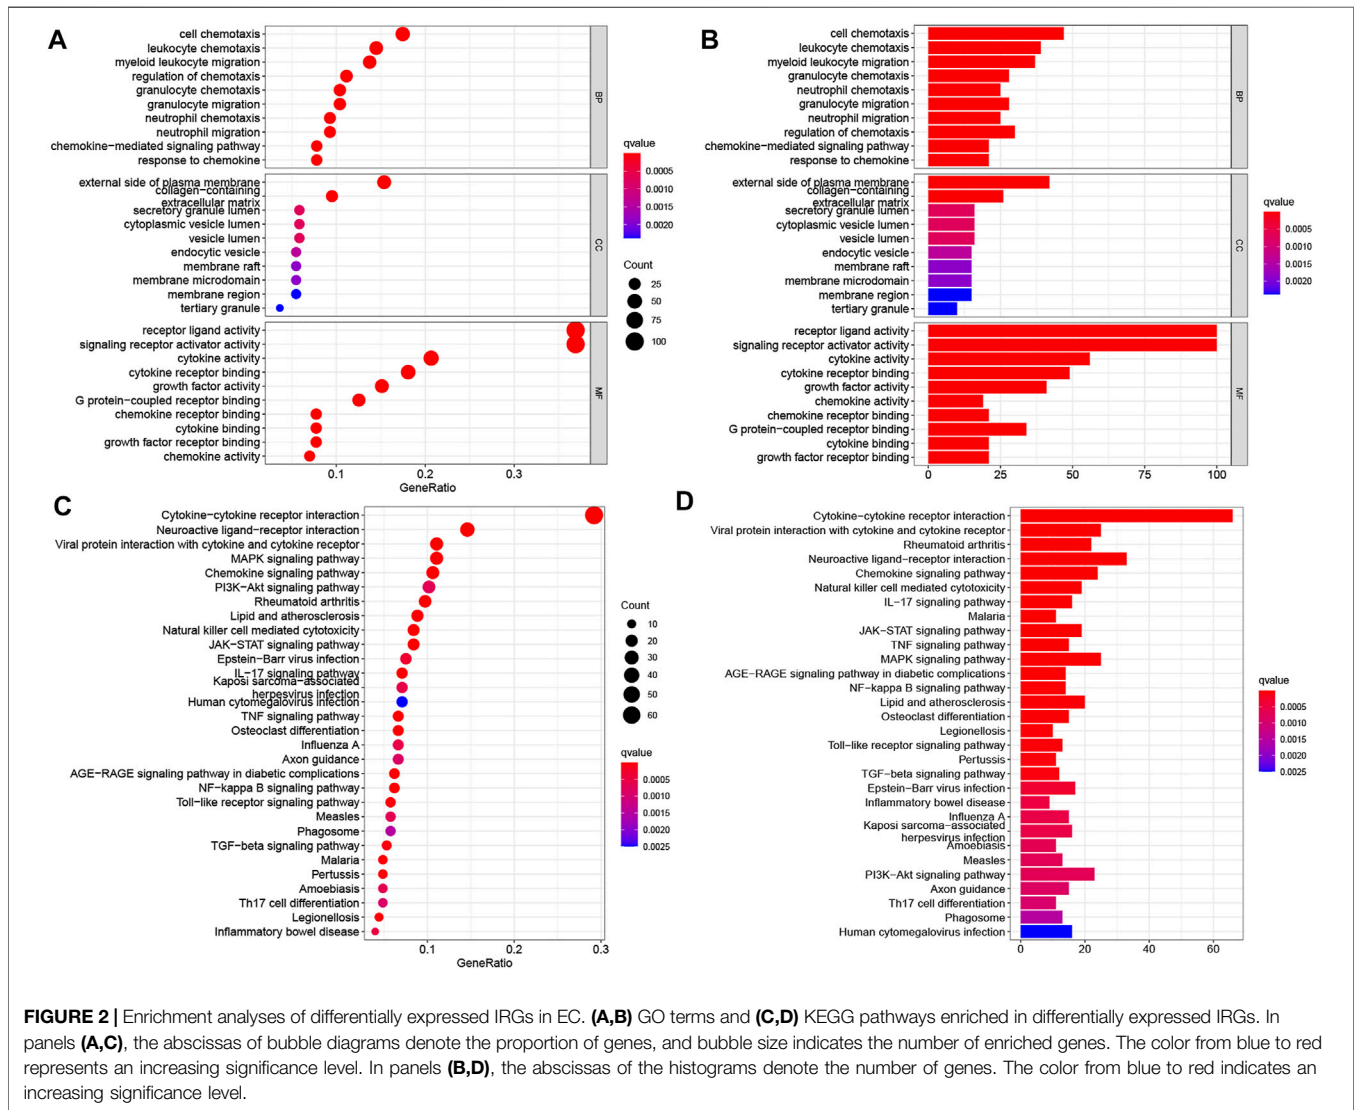 A
cell chemotaxis
leukocyte chemotaxis
myeloid leukocyte migration
regulation of chemotaxis
granulocyte chemotaxis
granulocyte migration
neutrophil chemotaxis
neutrophil migration
chemokine−mediated signaling pathway
response to chemokine
BP
external side of plasma membrane
collagen−containing
extracellular matrix
secretory granule lumen
cytoplasmic vesicle lumen
vesicle lumen
endocytic vesicle
membrane raft
membrane microdomain
membrane region
tertiary granule
CC
receptor ligand activity
signaling receptor activator activity
cytokine activity
cytokine receptor binding
growth factor activity
G protein−coupled receptor binding
chemokine receptor binding
cytokine binding
growth factor receptor binding
chemokine activity
MF
0.1 0.2 0.3
GeneRatio
qvalue
0.0005
0.0010
0.0015
0.0020
Count
25
50
75
100
B
cell chemotaxis
leukocyte chemotaxis
myeloid leukocyte migration
granulocyte chemotaxis
neutrophil chemotaxis
granulocyte migration
neutrophil migration
regulation of chemotaxis
chemokine−mediated signaling pathway
response to chemokine
BP
external side of plasma membrane
collagen−containing
extracellular matrix
secretory granule lumen
cytoplasmic vesicle lumen
vesicle lumen
endocytic vesicle
membrane raft
membrane microdomain
membrane region
tertiary granule
CC
receptor ligand activity
signaling receptor activator activity
cytokine activity
cytokine receptor binding
growth factor activity
chemokine activity
chemokine receptor binding
G protein−coupled receptor binding
cytokine binding
growth factor receptor binding
MF
0 25 50 75 100
qvalue
0.0005
0.0010
0.0015
0.0020
C
Cytokine−cytokine receptor interaction
Neuroactive ligand−receptor interaction
Viral protein interaction with cytokine and cytokine receptor
MAPK signaling pathway
Chemokine signaling pathway
PI3K−Akt signaling pathway
Rheumatoid arthritis
Lipid and atherosclerosis
Natural killer cell mediated cytotoxicity
JAK−STAT signaling pathway
Epstein−Barr virus infection
IL−17 signaling pathway
Kaposi sarcoma−associated
herpesvirus infection
Human cytomegalovirus infection
TNF signaling pathway
Osteoclast differentiation
Influenza A
Axon guidance
AGE−RAGE signaling pathway in diabetic complications
NF−kappa B signaling pathway
Toll−like receptor signaling pathway
Measles
Phagosome
TGF−beta signaling pathway
Malaria
Pertussis
Amoebiasis
Th17 cell differentiation
Legionellosis
Inflammatory bowel disease
0.1 0.2 0.3
GeneRatio
Count
10
20
30
40
50
60
qvalue
0.0005
0.0010
0.0015
0.0020
0.0025
D
Cytokine−cytokine receptor interaction
Viral protein interaction with cytokine and cytokine receptor
Rheumatoid arthritis
Neuroactive ligand−receptor interaction
Chemokine signaling pathway
Natural killer cell mediated cytotoxicity
IL−17 signaling pathway
Malaria
JAK−STAT signaling pathway
TNF signaling pathway
MAPK signaling pathway
AGE−RAGE signaling pathway in diabetic complications
NF−kappa B signaling pathway
Lipid and atherosclerosis
Osteoclast differentiation
Legionellosis
Toll−like receptor signaling pathway
Pertussis
TGF−beta signaling pathway
Epstein−Barr virus infection
Inflammatory bowel disease
Influenza A
Kaposi sarcoma−associated
herpesvirus infection
Amoebiasis
Measles
PI3K−Akt signaling pathway
Axon guidance
Th17 cell differentiation
Phagosome
Human cytomegalovirus infection
0 20 40 60
qvalue
0.0005
0.0010
0.0015
0.0020
0.0025
FIGURE 2 | Enrichment analyses of differentially expressed IRGs in EC. (A,B) GO terms and (C,D) KEGG pathways enriched in differentially expressed IRGs. In
panels (A,C), the abscissas of bubble diagrams denote the proportion of genes, and bubble size indicates the number of enriched genes. The color from blue to red
represents an increasing significance level. In panels (B,D), the abscissas of the histograms denote the number of genes. The color from blue to red indicates an
increasing significance level.